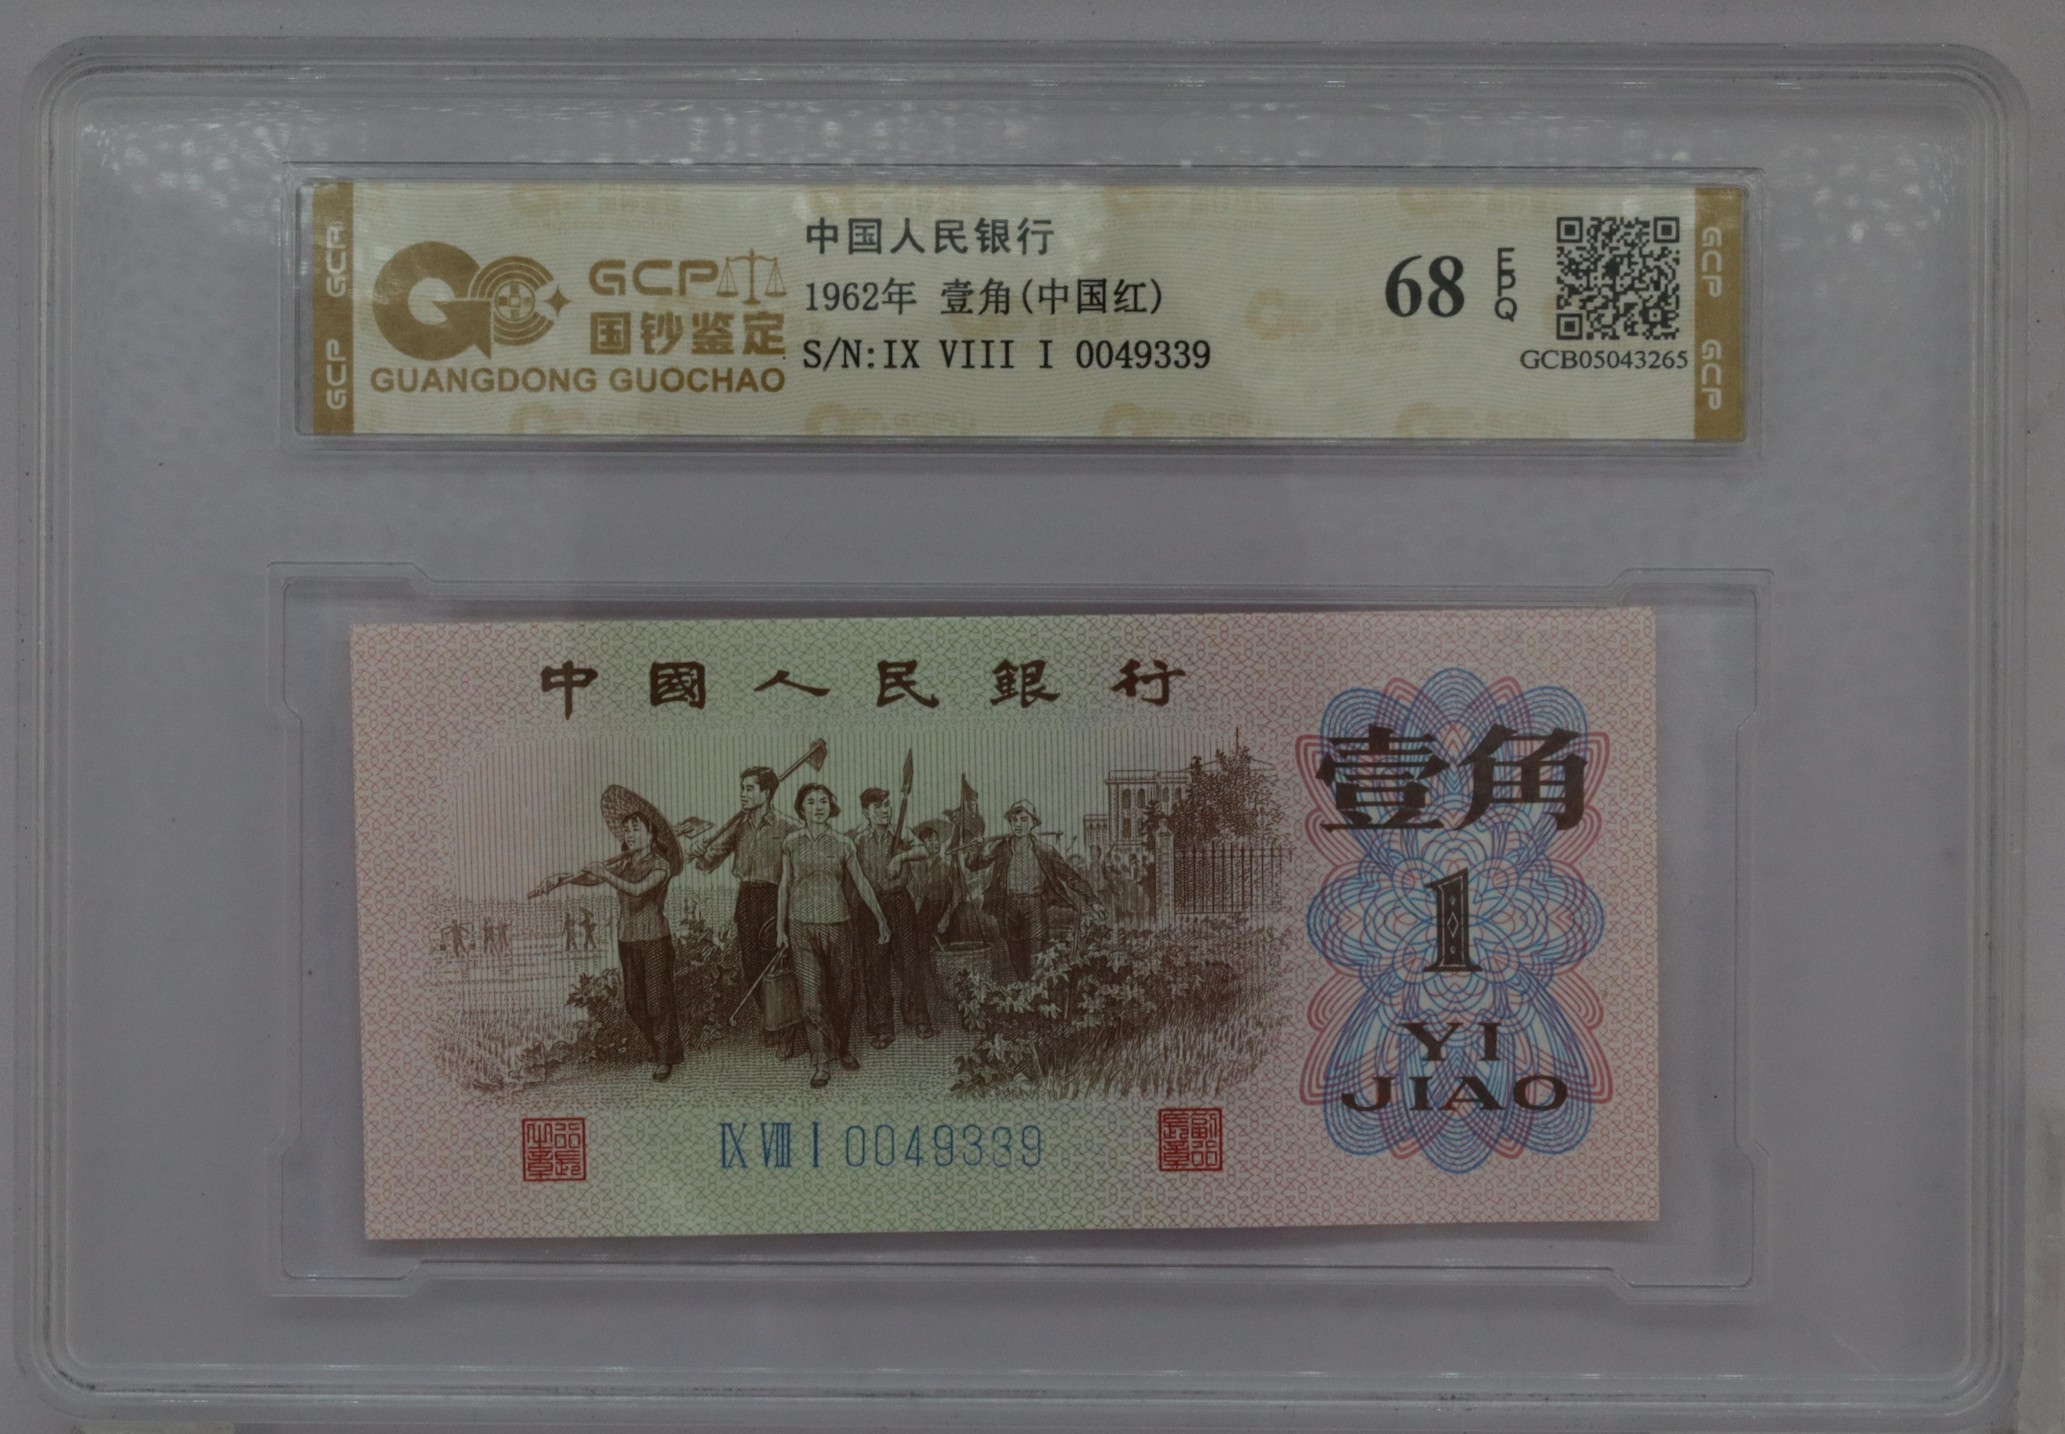 GCP
GCP
GCP
国钞鉴定
GUANGDONG GUOCHAO
中国人民银行
1962年 壹角(中国红)
S/N:IX VIII I 0049339
68
EPQ
GCB05043265
GCP
GCP
中國人民銀行
壹角
1
YI
JIAO
IX VIII I 0049339